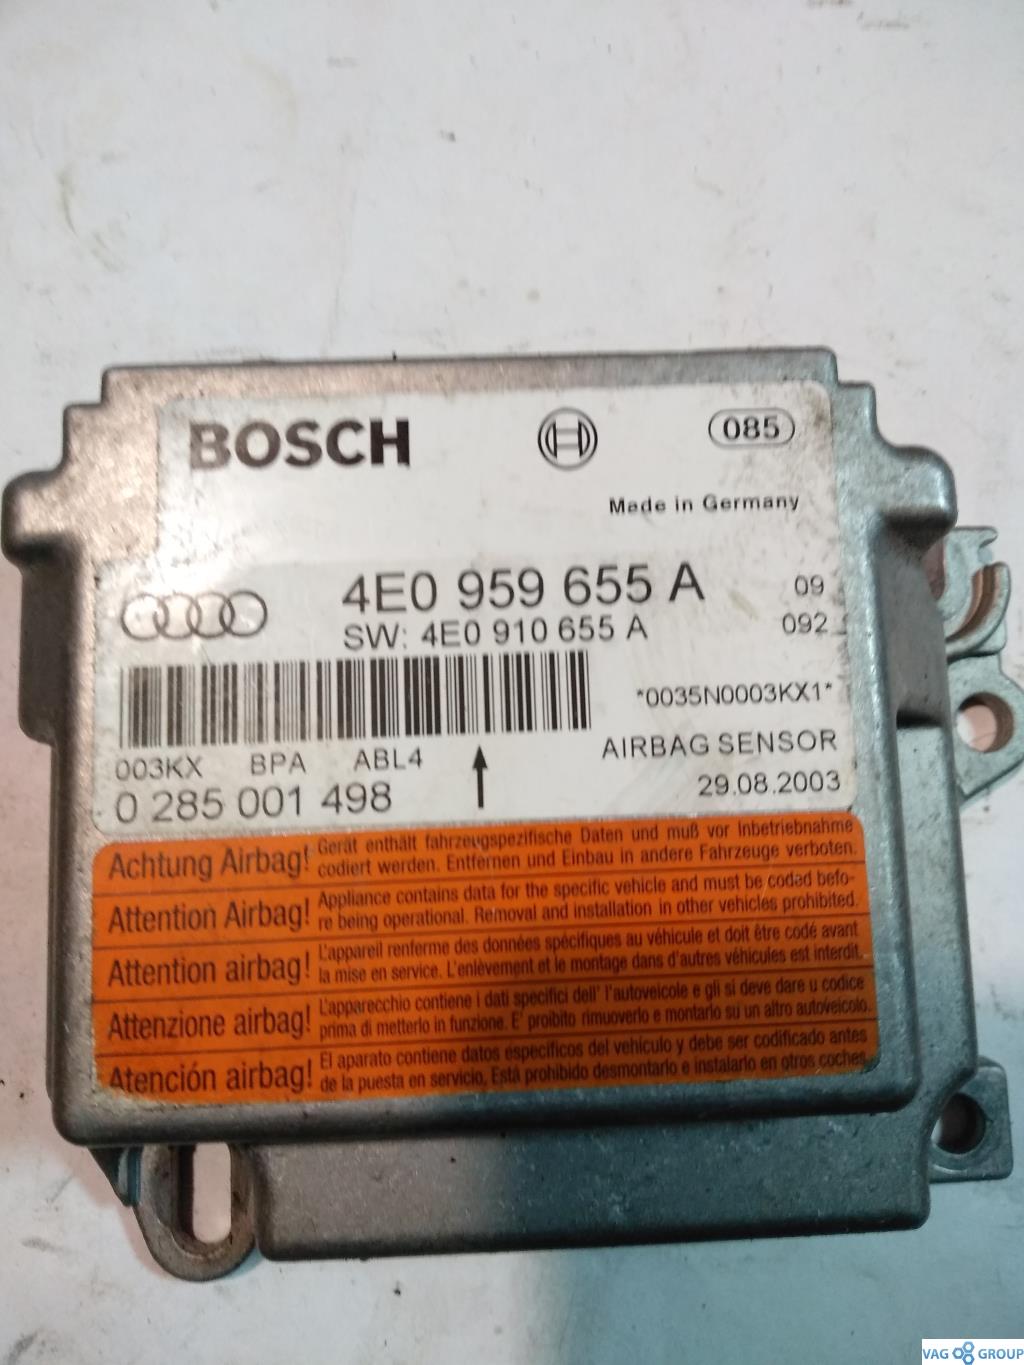 BOSCH
085
Made in Germany
4E0 959 655 A 09
SW: 4E0 910 655 A 092
*0035N0003KX1*
003KX BPA ABL4
AIRBAG SENSOR
0 285 001 498
29.08.2003
Achtung Airbag! Gerät enthält fahrzeugspezifische Daten und muß vor Inbetriebnahme
codiert werden. Entfernen und Einbau in andere Fahrzeuge verboten.
Attention Airbag! Appliance contains data for the specific vehicle and must be coded befo-
re being operational. Removal and installation in other vehicles prohibited.
Attention airbag! L'appareil renferme des données spécifiques au véhicule et doit être codé avant
la mise en service. L'enlèvement et le montage dans d'autres véhicules est interdit.
Attenzione airbag! L'apparecchio contiene i dati specifici dell' l'autoveicolo e gli si deve dare u codice
prima di metterlo in funzione. E' proibito rimuoverlo e montarlo su un altro autoveicolo.
Atención airbag! El aparato contiene datos específicos del vehículo y debe ser codificado antes
de la puesta en servicio. Está prohibido desmontarlo e instalarlo en otros coches
VAG GROUP